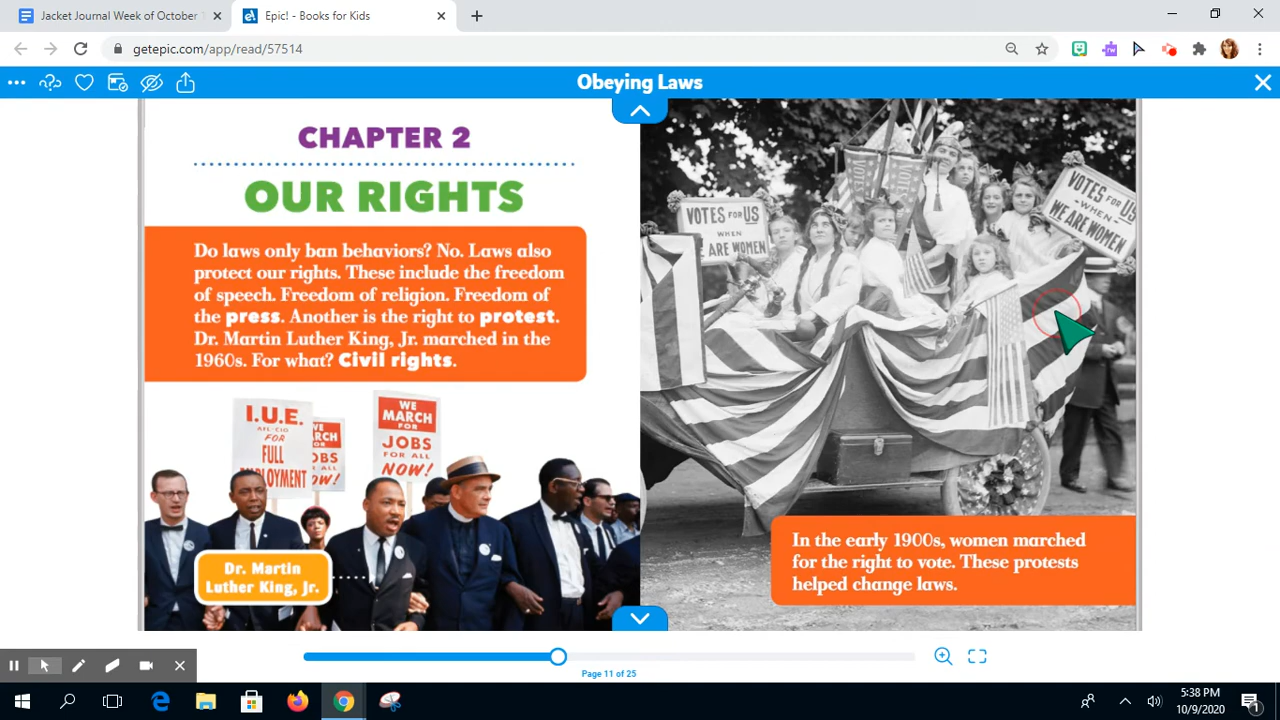 Jacket Journal Week of October 1
Epic! - Books for Kids
getepic.com/app/read/57514
Obeying Laws
CHAPTER 2
OUR RIGHTS
Do laws only ban behaviors? No. Laws also
protect our rights. These include the freedom
of speech. Freedom of religion. Freedom of
the press. Another is the right to protest.
Dr. Martin Luther King, Jr. marched in the
1960s. For what? Civil rights.
I.U.E.
AFL-CIO
FOR
FULL
EMPLOYMENT
WE
MARCH
FOR
JOBS
FOR ALL
NOW!
Dr. Martin
Luther King, Jr.
VOTES FOR US
WHEN
WE ARE WOMEN
VOTES FOR US
WHEN
WE ARE WOMEN
In the early 1900s, women marched
for the right to vote. These protests
helped change laws.
Page 11 of 25
5:38 PM
10/9/2020